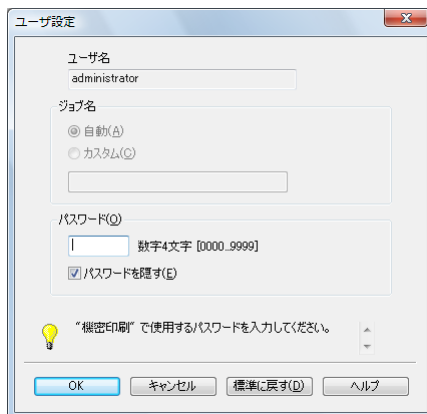 ユーザ設定
ユーザ名
administrator
ジョブ名
自動(A)
カスタム(C)
パスワード(O)
数字4文字 [0000..9999]
パスワードを隠す(E)
"機密印刷" で使用するパスワードを入力してください。
OK キャンセル 標準に戻す(D) ヘルプ